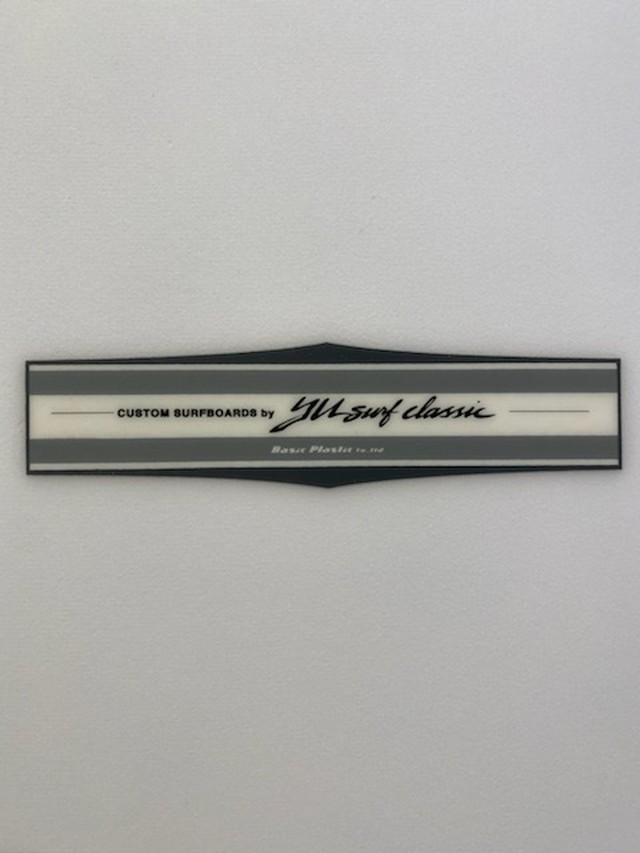 CUSTOM SURFBOARDS by YU surf classic
Basic Plastic Co.,ltd